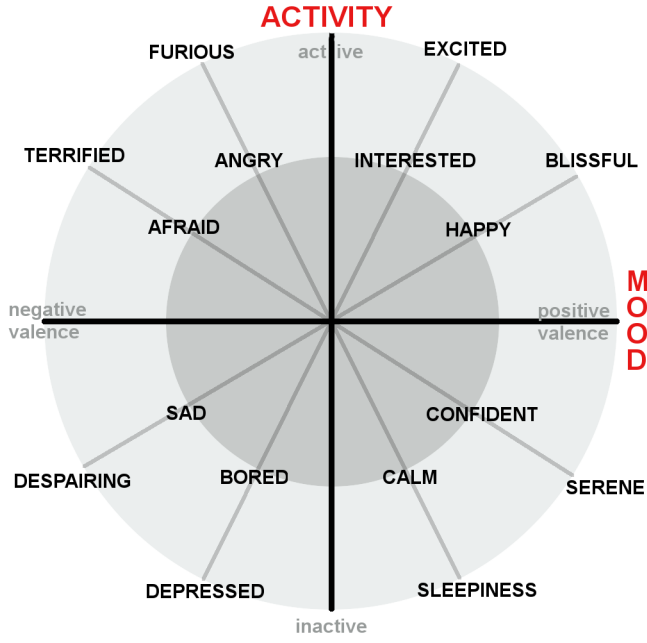 ACTIVITY
active
FURIOUS
EXCITED
TERRIFIED
ANGRY
INTERESTED
BLISSFUL
AFRAID
HAPPY
negative
valence
positive
valence
MOOD
SAD
CONFIDENT
DESPAIRING
BORED
CALM
SERENE
DEPRESSED
SLEEPINESS
inactive